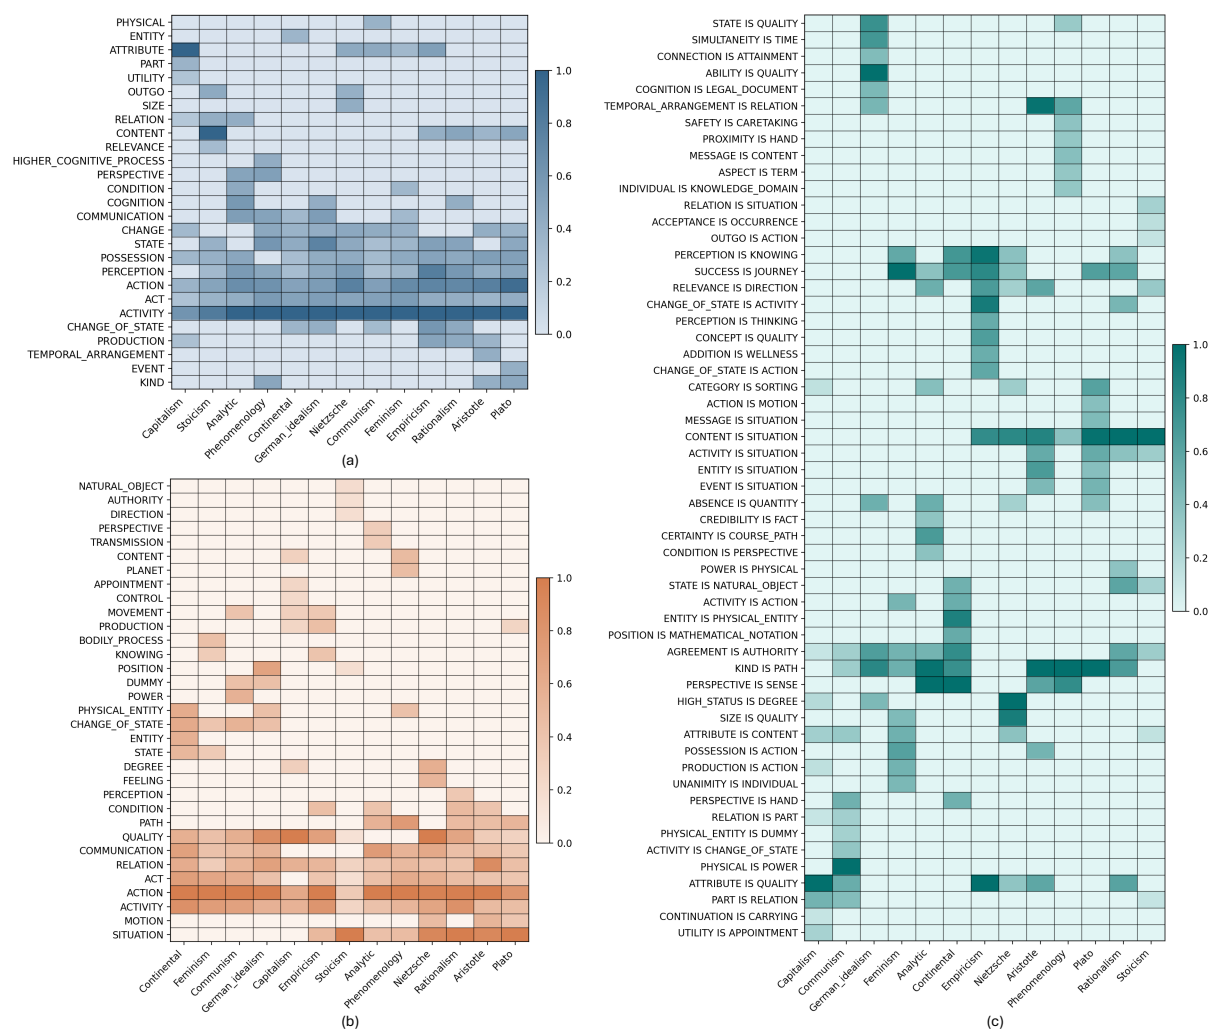 PHYSICAL
ENTITY
ATTRIBUTE
PART
UTILITY
OUTGO
SIZE
RELATION
CONTENT
RELEVANCE
HIGHER_COGNITIVE_PROCESS
PERSPECTIVE
CONDITION
COGNITION
COMMUNICATION
CHANGE
STATE
POSSESSION
PERCEPTION
ACTION
ACT
ACTIVITY
CHANGE_OF_STATE
PRODUCTION
TEMPORAL_ARRANGEMENT
EVENT
KIND
Capitalism
Stoicism
Analytic
Phenomenology
Continental
German_idealism
Nietzsche
Communism
Feminism
Empiricism
Rationalism
Aristotle
Plato
1.0
0.8
0.6
0.4
0.2
0.0
(a)
NATURAL_OBJECT
AUTHORITY
DIRECTION
PERSPECTIVE
TRANSMISSION
CONTENT
PLANET
APPOINTMENT
CONTROL
MOVEMENT
PRODUCTION
BODILY_PROCESS
KNOWING
POSITION
DUMMY
POWER
PHYSICAL_ENTITY
CHANGE_OF_STATE
ENTITY
STATE
DEGREE
FEELING
PERCEPTION
CONDITION
PATH
QUALITY
COMMUNICATION
RELATION
ACT
ACTION
ACTIVITY
MOTION
SITUATION
Continental
Feminism
Communism
German_idealism
Capitalism
Empiricism
Stoicism
Analytic
Phenomenology
Nietzsche
Rationalism
Aristotle
Plato
1.0
0.8
0.6
0.4
0.2
0.0
(b)
STATE IS QUALITY
SIMULTANEITY IS TIME
CONNECTION IS ATTAINMENT
ABILITY IS QUALITY
COGNITION IS LEGAL_DOCUMENT
TEMPORAL_ARRANGEMENT IS RELATION
SAFETY IS CARETAKING
PROXIMITY IS HAND
MESSAGE IS CONTENT
ASPECT IS TERM
INDIVIDUAL IS KNOWLEDGE_DOMAIN
RELATION IS SITUATION
ACCEPTANCE IS OCCURRENCE
OUTGO IS ACTION
PERCEPTION IS KNOWING
SUCCESS IS JOURNEY
RELEVANCE IS DIRECTION
CHANGE_OF_STATE IS ACTIVITY
PERCEPTION IS THINKING
CONCEPT IS QUALITY
ADDITION IS WELLNESS
CHANGE_OF_STATE IS ACTION
CATEGORY IS SORTING
ACTION IS MOTION
MESSAGE IS SITUATION
CONTENT IS SITUATION
ACTIVITY IS SITUATION
ENTITY IS SITUATION
EVENT IS SITUATION
ABSENCE IS QUANTITY
CREDIBILITY IS FACT
CERTAINTY IS COURSE_PATH
CONDITION IS PERSPECTIVE
POWER IS PHYSICAL
STATE IS NATURAL_OBJECT
ACTIVITY IS ACTION
ENTITY IS PHYSICAL_ENTITY
POSITION IS MATHEMATICAL_NOTATION
AGREEMENT IS AUTHORITY
KIND IS PATH
PERSPECTIVE IS SENSE
HIGH_STATUS IS DEGREE
SIZE IS QUALITY
ATTRIBUTE IS CONTENT
POSSESSION IS ACTION
PRODUCTION IS ACTION
UNANIMITY IS INDIVIDUAL
PERSPECTIVE IS HAND
RELATION IS PART
PHYSICAL_ENTITY IS DUMMY
ACTIVITY IS CHANGE_OF_STATE
PHYSICAL IS POWER
ATTRIBUTE IS QUALITY
PART IS RELATION
CONTINUATION IS CARRYING
UTILITY IS APPOINTMENT
Capitalism
Communism
German_idealism
Feminism
Analytic
Continental
Empiricism
Nietzsche
Aristotle
Phenomenology
Plato
Rationalism
Stoicism
1.0
0.8
0.6
0.4
0.2
0.0
(c)